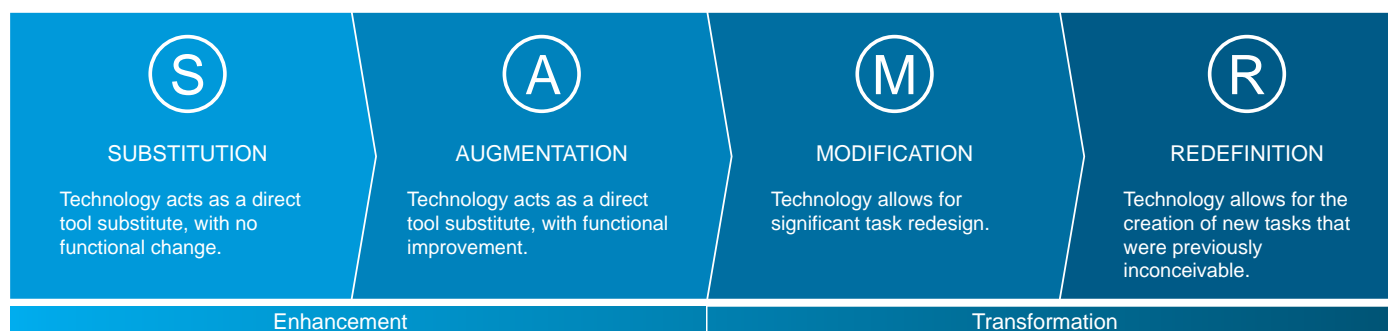 S
SUBSTITUTION
Technology acts as a direct
tool substitute, with no
functional change.
A
AUGMENTATION
Technology acts as a direct
tool substitute, with functional
improvement.
M
MODIFICATION
Technology allows for
significant task redesign.
R
REDEFINITION
Technology allows for the
creation of new tasks that
were previously
inconceivable.
Enhancement
Transformation